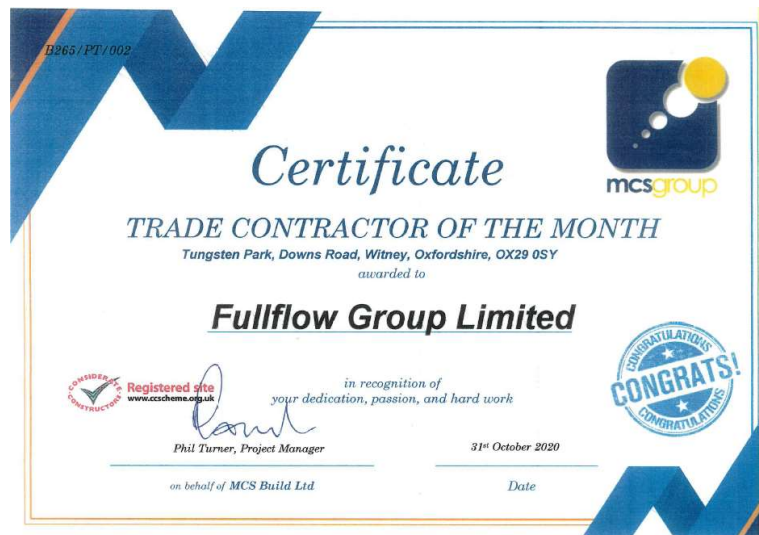 B265/PT/002
mcsgroup
Certificate
TRADE CONTRACTOR OF THE MONTH
Tungsten Park, Downs Road, Witney, Oxfordshire, OX29 0SY
awarded to
Fullflow Group Limited
CONSIDERATE CONSTRUCTORS
Registered site
www.ccscheme.org.uk
in recognition of
your dedication, passion, and hard work
CONGRATULATIONS
CONGRATS!
CONGRATULATIONS
Phil Turner, Project Manager
31st October 2020
on behalf of MCS Build Ltd
Date